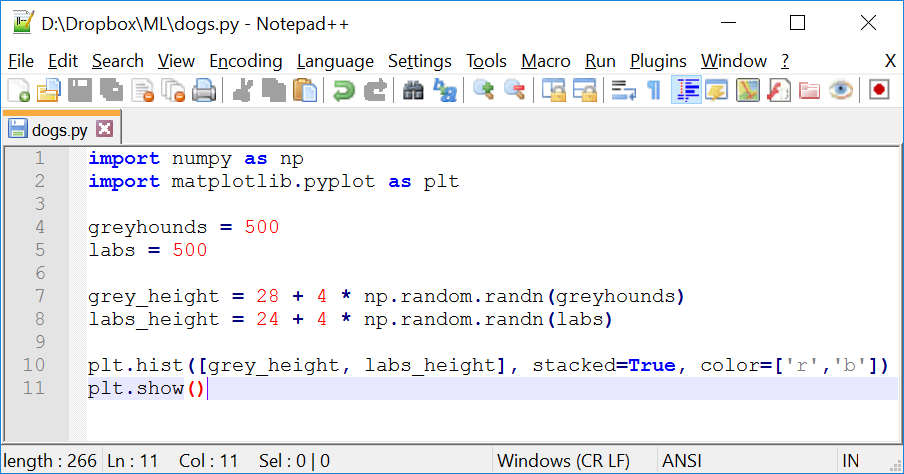 D:\Dropbox\ML\dogs.py - Notepad++
File Edit Search View Encoding Language Settings Tools Macro Run Plugins Window ? X
dogs.py
1 import numpy as np
2 import matplotlib.pyplot as plt
3
4 greyhounds = 500
5 labs = 500
6
7 grey_height = 28 + 4 * np.random.randn(greyhounds)
8 labs_height = 24 + 4 * np.random.randn(labs)
9
10 plt.hist([grey_height, labs_height], stacked=True, color=['r','b'])
11 plt.show()
length : 266 Ln : 11 Col : 11 Sel : 0 | 0 Windows (CR LF) ANSI IN